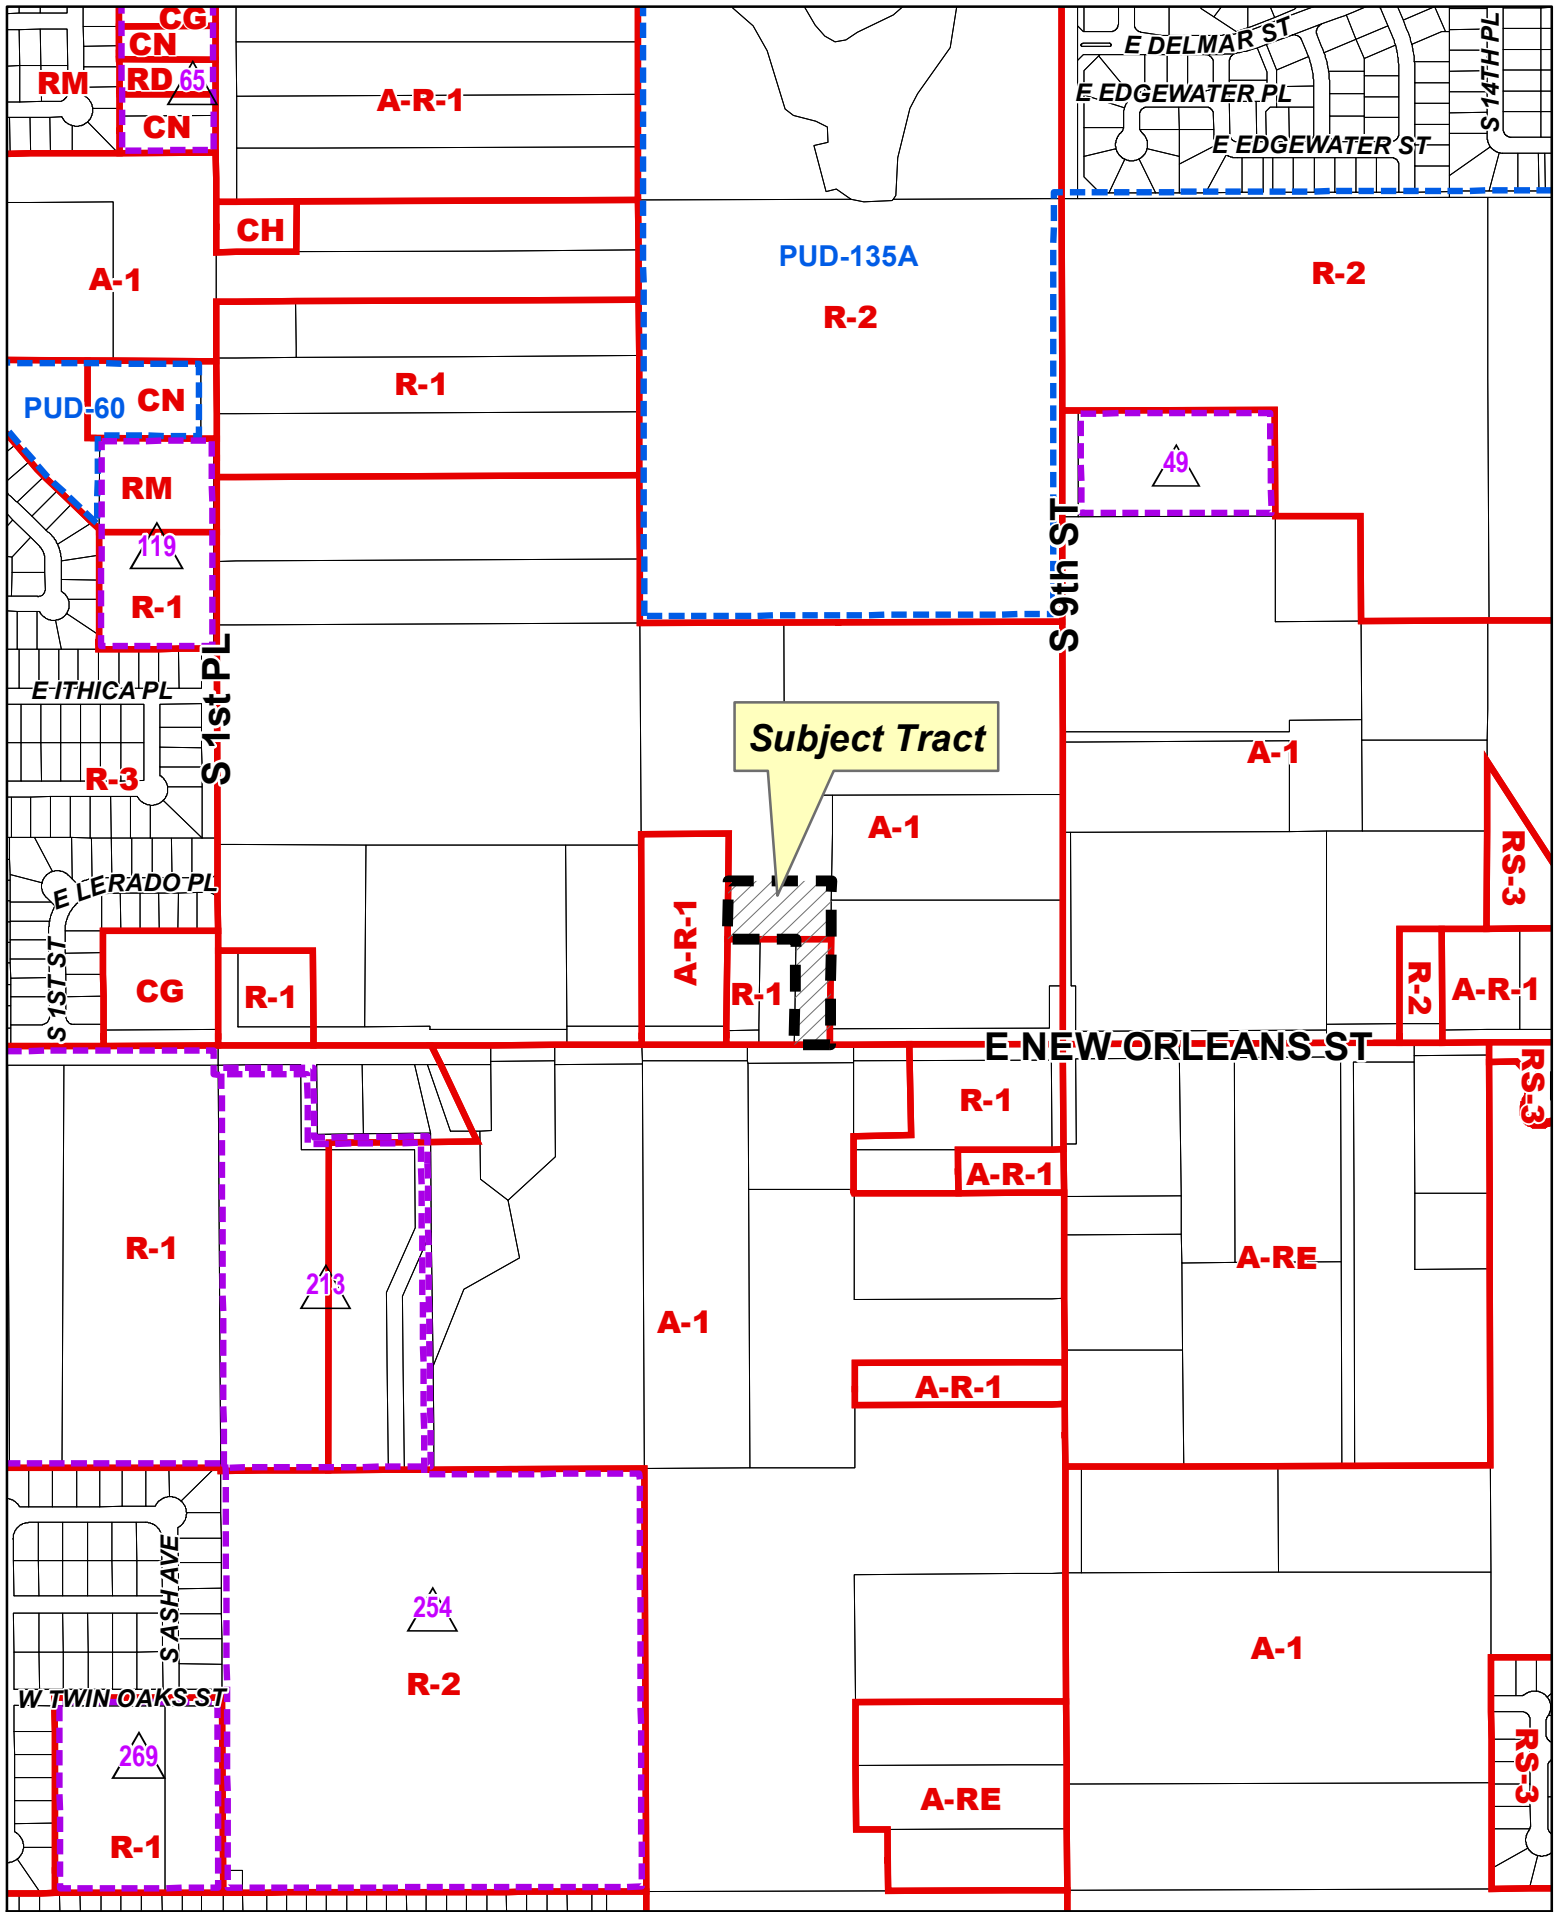 CG
CN
RM
RD
65
CN
A-R-1
E DELMAR ST
S 14TH PL
E EDGEWATER PL
E EDGEWATER ST
CH
A-1
PUD-135A
R-2
R-2
R-1
PUD-60
CN
RM
49
119
R-1
S 9th ST
E ITHICA PL
S 1st PL
Subject Tract
R-3
A-1
A-1
RS-3
E LERADO PL
A-R-1
S 1ST ST
CG
R-1
R-1
R-2
A-R-1
E NEW ORLEANS ST
RS-3
R-1
A-R-1
R-1
213
A-1
A-RE
A-R-1
S ASH AVE
254
R-2
A-1
W TWIN OAKS ST
269
R-1
A-RE
RS-3